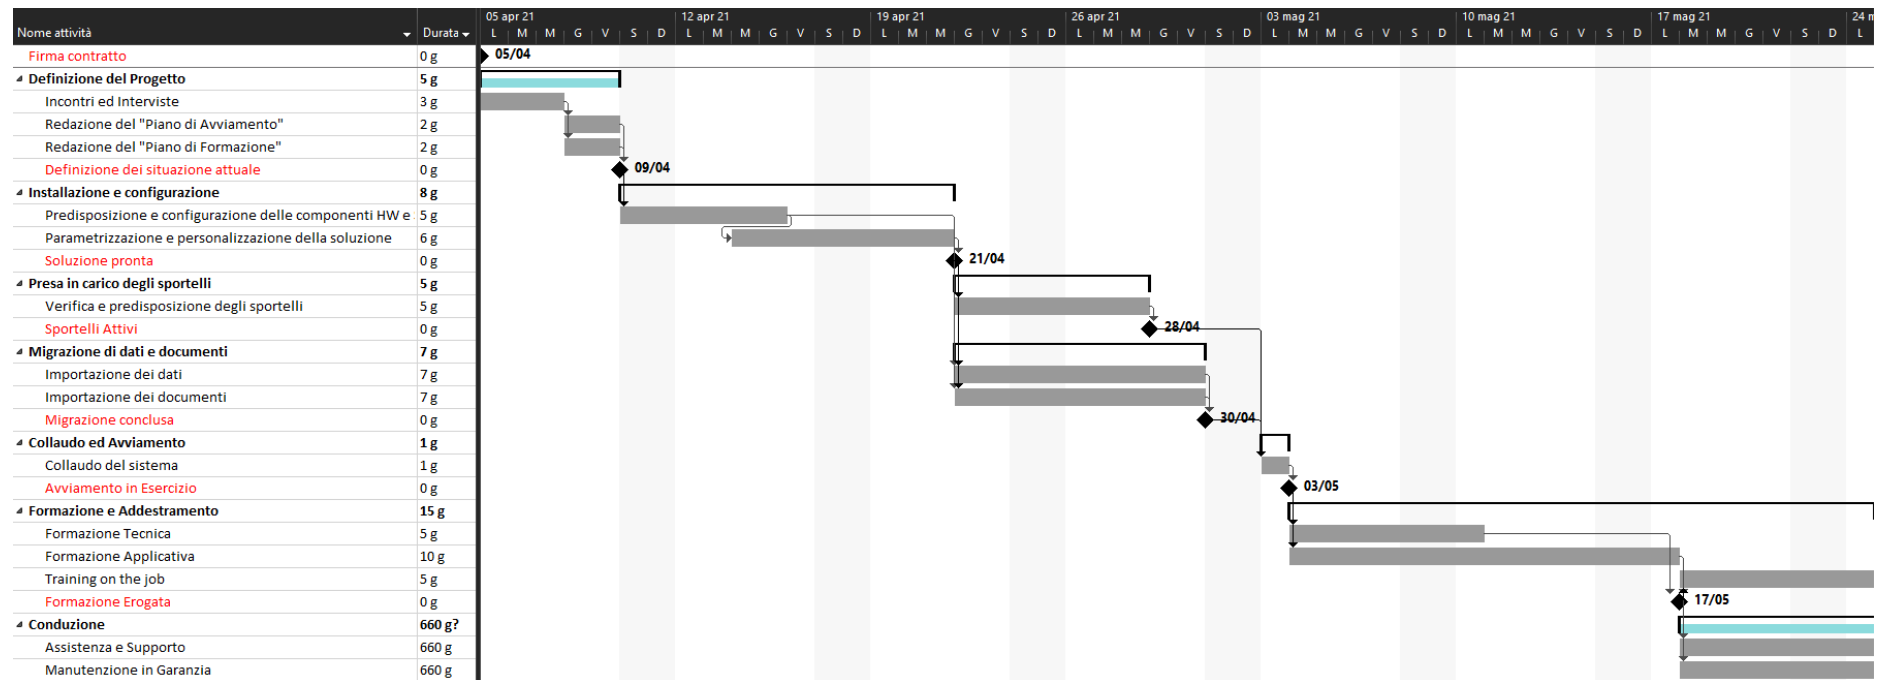 05 apr 21 12 apr 21 19 apr 21 26 apr 21 03 mag 21 10 mag 21 17 mag 21 24 m
Nome attività Durata L M M G V S D L M M G V S D L M M G V S D L M M G V S D L M M G V S D L M M G V S D L M M G V S D L
Firma contratto 0 g 05/04
Definizione del Progetto 5 g
Incontri ed Interviste 3 g
Redazione del "Piano di Avviamento" 2 g
Redazione del "Piano di Formazione" 2 g
Definizione dei situazione attuale 0 g 09/04
Installazione e configurazione 8 g
Predisposizione e configurazione delle componenti HW e 5 g
Parametrizzazione e personalizzazione della soluzione 6 g
Soluzione pronta 0 g 21/04
Presa in carico degli sportelli 5 g
Verifica e predisposizione degli sportelli 5 g
Sportelli Attivi 0 g 28/04
Migrazione di dati e documenti 7 g
Importazione dei dati 7 g
Importazione dei documenti 7 g
Migrazione conclusa 0 g 30/04
Collaudo ed Avviamento 1 g
Collaudo del sistema 1 g
Avviamento in Esercizio 0 g 03/05
Formazione e Addestramento 15 g
Formazione Tecnica 5 g
Formazione Applicativa 10 g
Training on the job 5 g
Formazione Erogata 0 g 17/05
Conduzione 660 g?
Assistenza e Supporto 660 g
Manutenzione in Garanzia 660 g